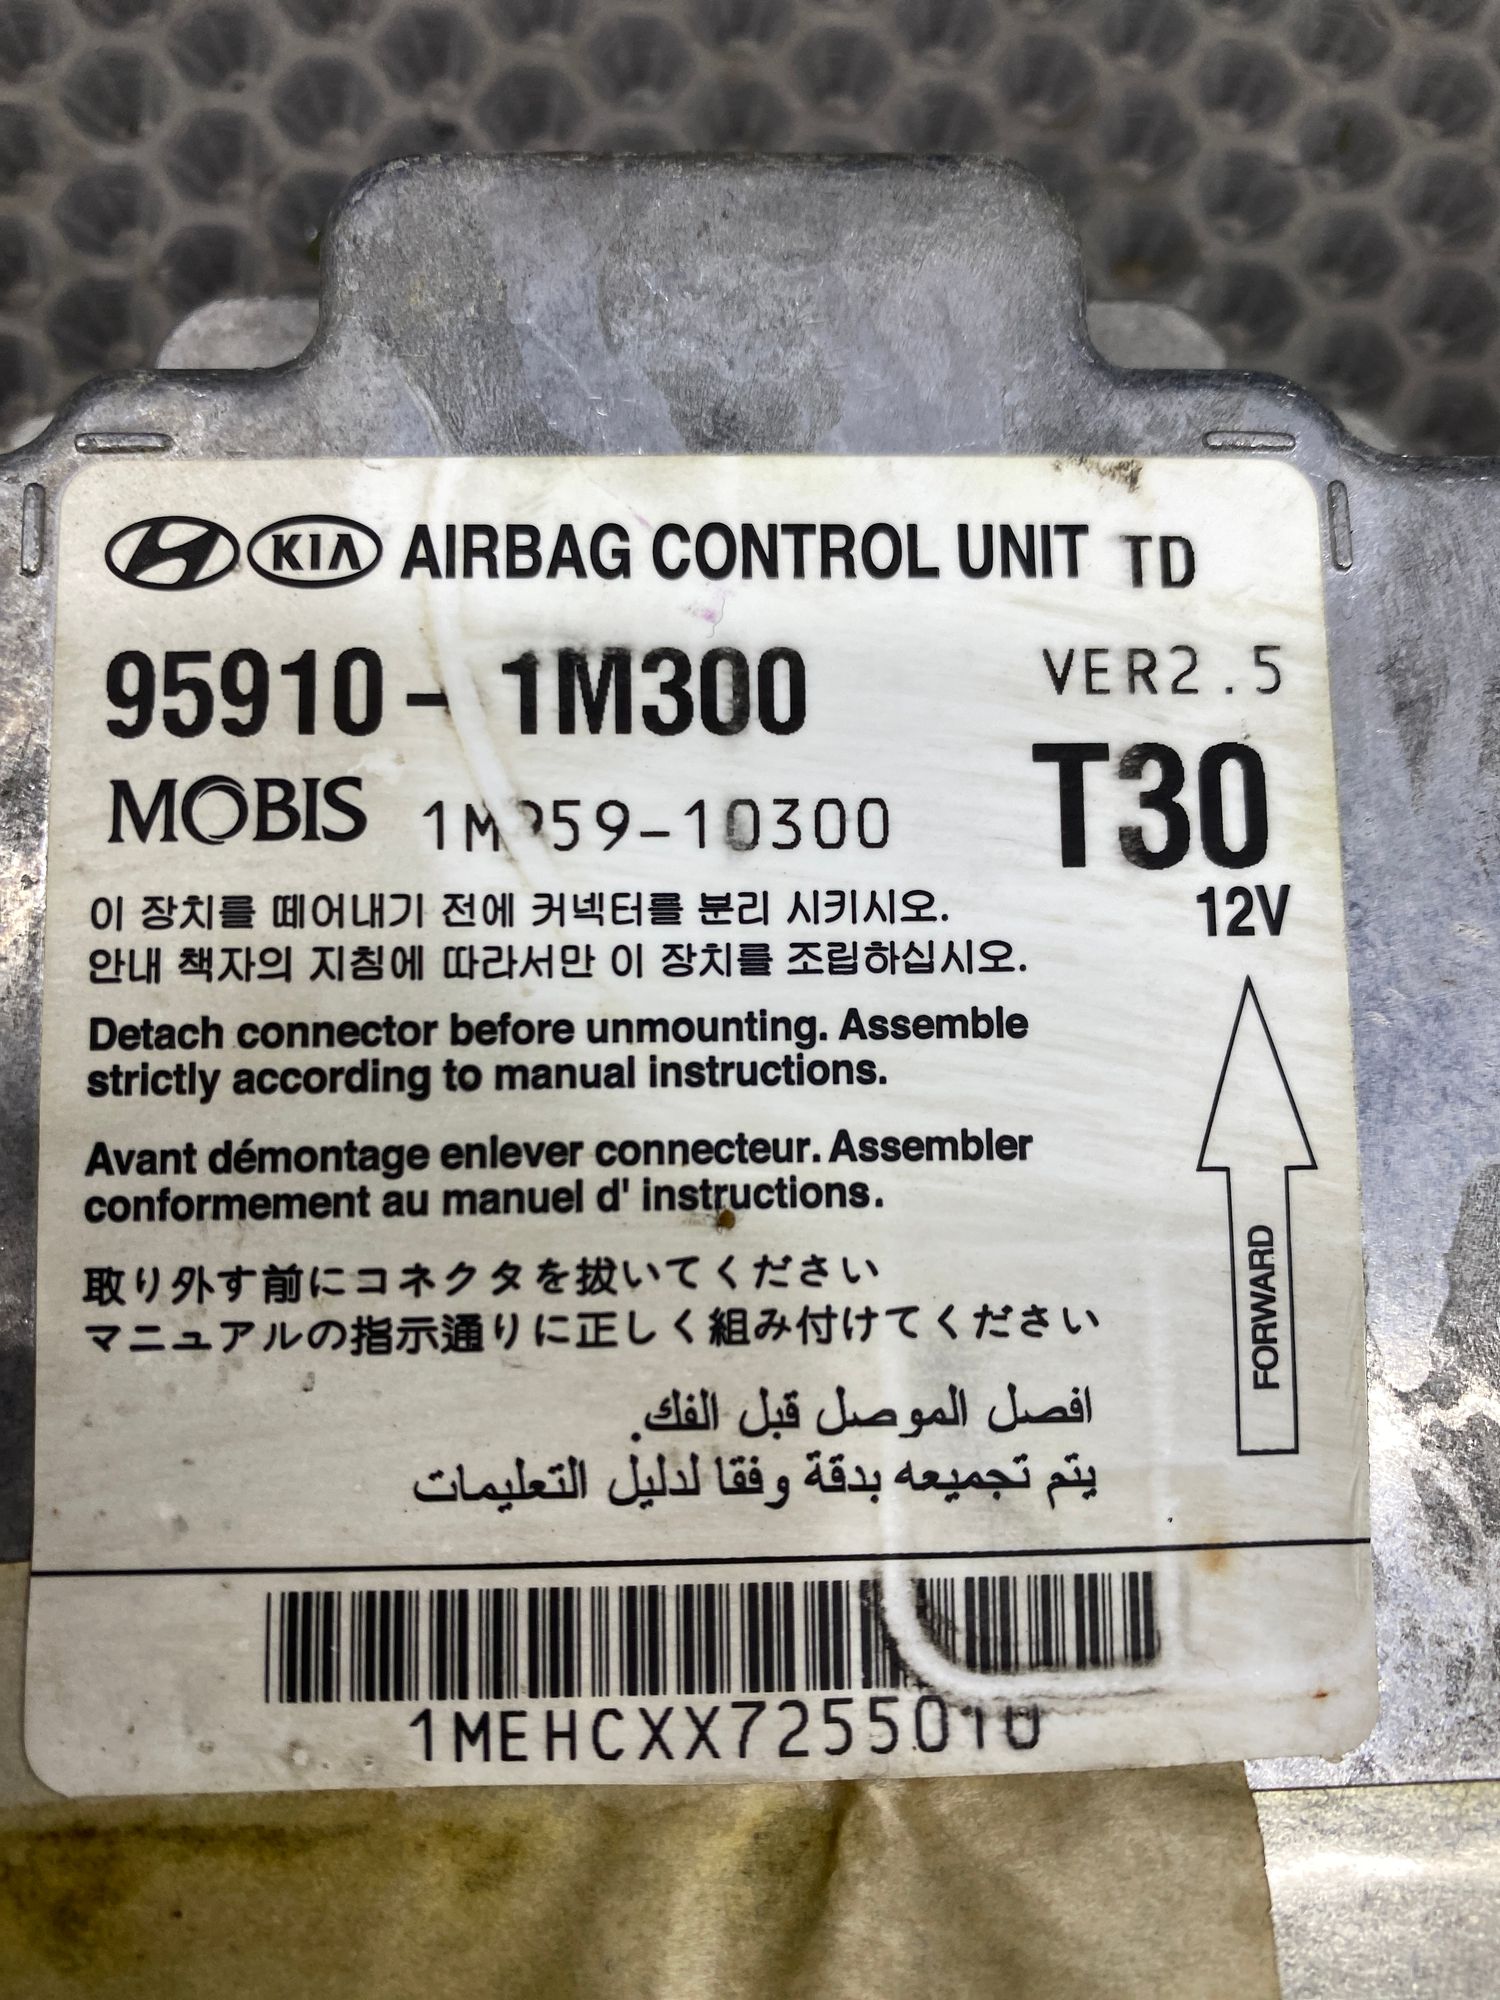 KIA AIRBAG CONTROL UNIT TD
95910 - 1M300 VER2.5
MOBIS T30
12V
이 장치를 떼어내기 전에 커넥터를 분리 시키시오.
안내 책자의 지침에 따라서만 이 장치를 조립하십시오.
Detach connector before unmounting. Assemble
strictly according to manual instructions.
Avant démontage enlever connecteur. Assembler
conformement au manuel d' instructions.
取り外す前にコネクタを抜いてください
マニュアルの指示通りに正しく組み付けてください
افصل الموصل قبل الفك.
يتم تجميعه بدقة وفقا لدليل التعليمات
FORWARD